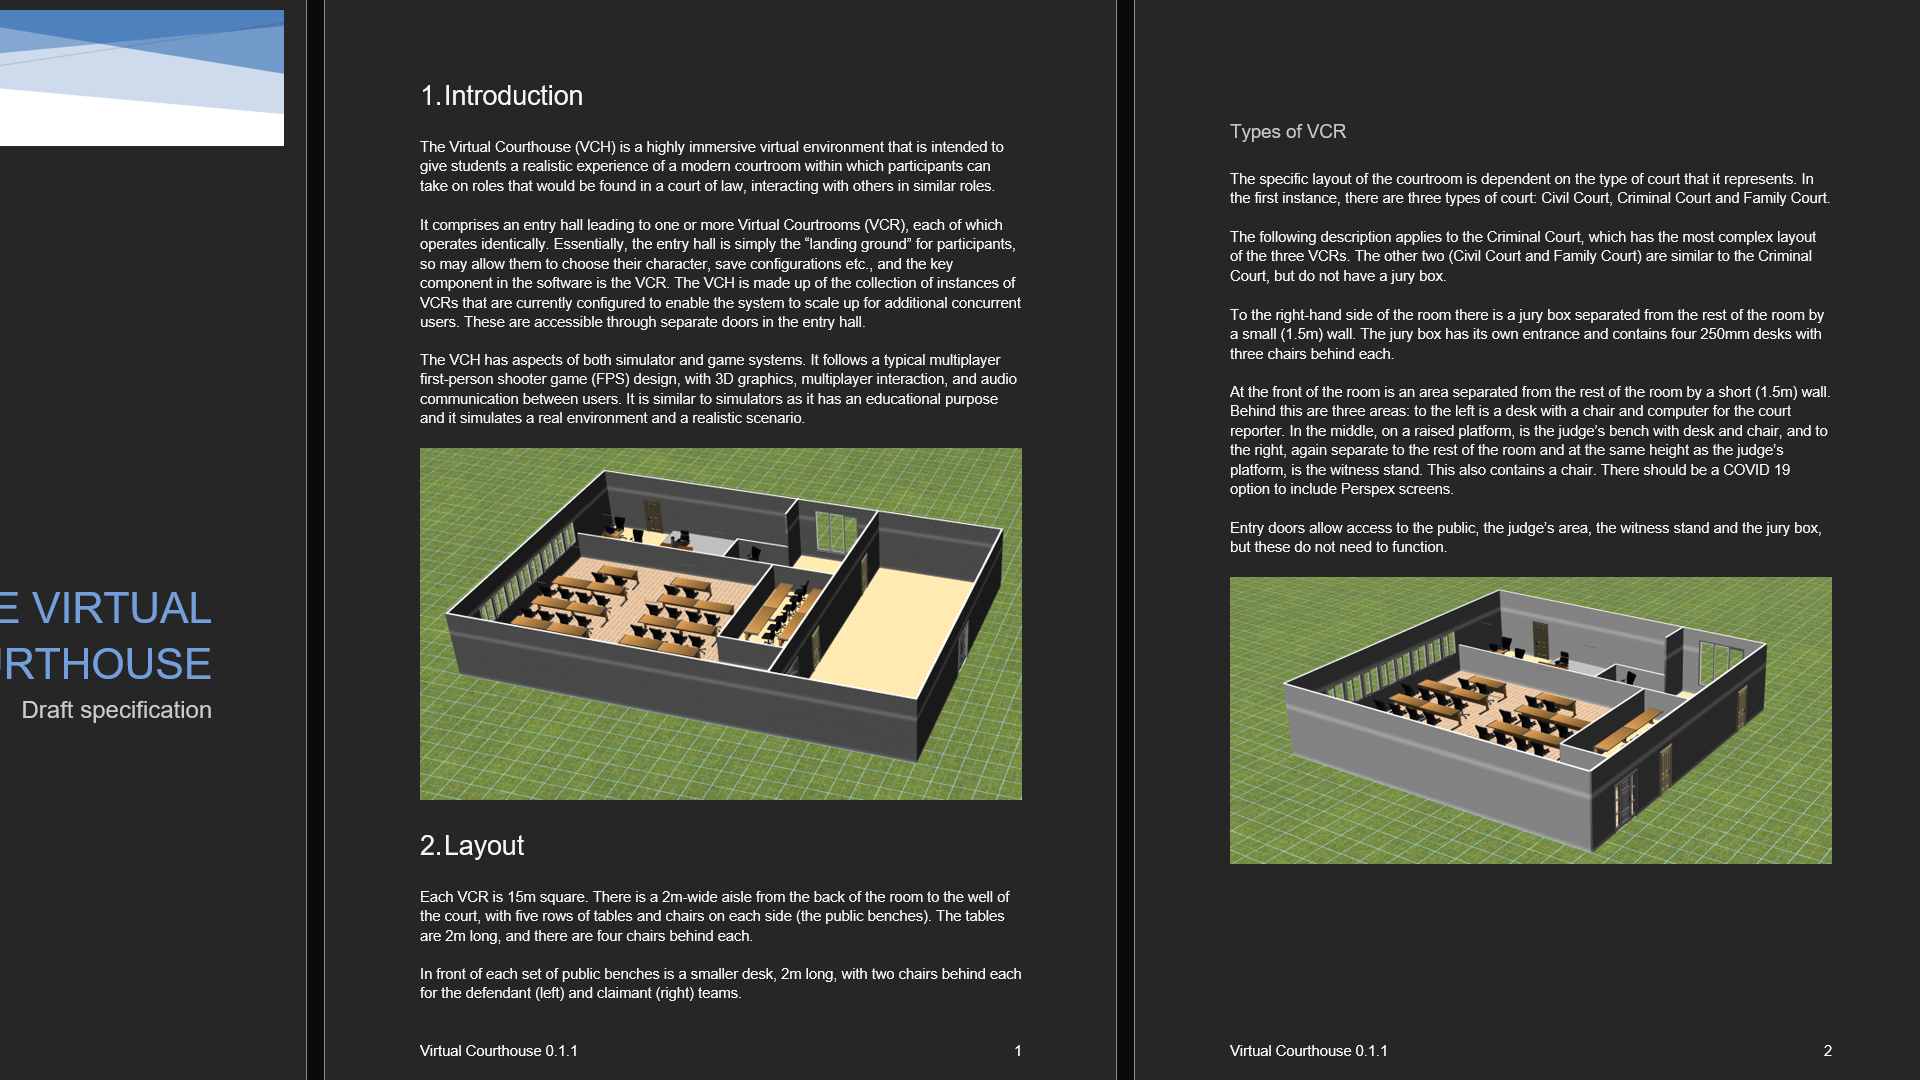 E VIRTUAL
URTHOUSE
Draft specification
1. Introduction
The Virtual Courthouse (VCH) is a highly immersive virtual environment that is intended to
give students a realistic experience of a modern courtroom within which participants can
take on roles that would be found in a court of law, interacting with others in similar roles.
It comprises an entry hall leading to one or more Virtual Courtrooms (VCR), each of which
operates identically. Essentially, the entry hall is simply the “landing ground” for participants,
so may allow them to choose their character, save configurations etc., and the key
component in the software is the VCR. The VCH is made up of the collection of instances of
VCRs that are currently configured to enable the system to scale up for additional concurrent
users. These are accessible through separate doors in the entry hall.
The VCH has aspects of both simulator and game systems. It follows a typical multiplayer
first-person shooter game (FPS) design, with 3D graphics, multiplayer interaction, and audio
communication between users. It is similar to simulators as it has an educational purpose
and it simulates a real environment and a realistic scenario.
2. Layout
Each VCR is 15m square. There is a 2m-wide aisle from the back of the room to the well of
the court, with five rows of tables and chairs on each side (the public benches). The tables
are 2m long, and there are four chairs behind each.
In front of each set of public benches is a smaller desk, 2m long, with two chairs behind each
for the defendant (left) and claimant (right) teams.
Virtual Courthouse 0.1.1 1
Types of VCR
The specific layout of the courtroom is dependent on the type of court that it represents. In
the first instance, there are three types of court: Civil Court, Criminal Court and Family Court.
The following description applies to the Criminal Court, which has the most complex layout
of the three VCRs. The other two (Civil Court and Family Court) are similar to the Criminal
Court, but do not have a jury box.
To the right-hand side of the room there is a jury box separated from the rest of the room by
a small (1.5m) wall. The jury box has its own entrance and contains four 250mm desks with
three chairs behind each.
At the front of the room is an area separated from the rest of the room by a short (1.5m) wall.
Behind this are three areas: to the left is a desk with a chair and computer for the court
reporter. In the middle, on a raised platform, is the judge’s bench with desk and chair, and to
the right, again separate to the rest of the room and at the same height as the judge’s
platform, is the witness stand. This also contains a chair. There should be a COVID 19
option to include Perspex screens.
Entry doors allow access to the public, the judge’s area, the witness stand and the jury box,
but these do not need to function.
Virtual Courthouse 0.1.1 2